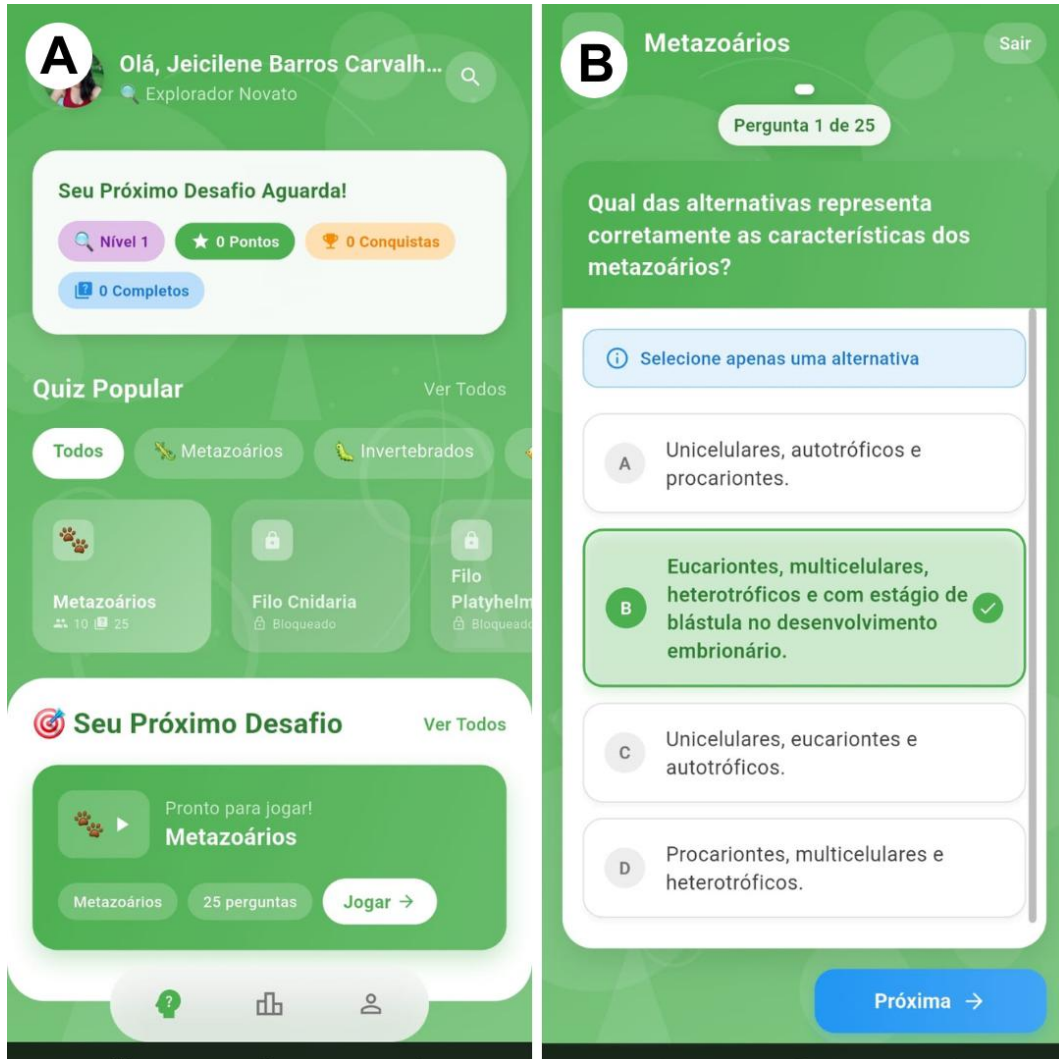 A
Olá, Jeicilene Barros Carvalh...
Explorador Novato
Seu Próximo Desafio Aguarda!
Nível 1
0 Pontos
0 Conquistas
0 Completos
Quiz Popular
Ver Todos
Todos
Metazoários
Invertebrados
Metazoários
10 25
Filo Cnidaria
Bloqueado
Filo
Platyhelm
Bloqueado
Seu Próximo Desafio
Ver Todos
Pronto para jogar!
Metazoários
Metazoários
25 perguntas
Jogar →
B
Metazoários
Sair
Pergunta 1 de 25
Qual das alternativas representa
corretamente as características dos
metazoários?
Selecione apenas uma alternativa
A
Unicelulares, autotróficos e
procariontes.
B
Eucariontes, multicelulares,
heterotróficos e com estágio de
blástula no desenvolvimento
embrionário.
C
Unicelulares, eucariontes e
autotróficos.
D
Procariontes, multicelulares e
heterotróficos.
Próxima →